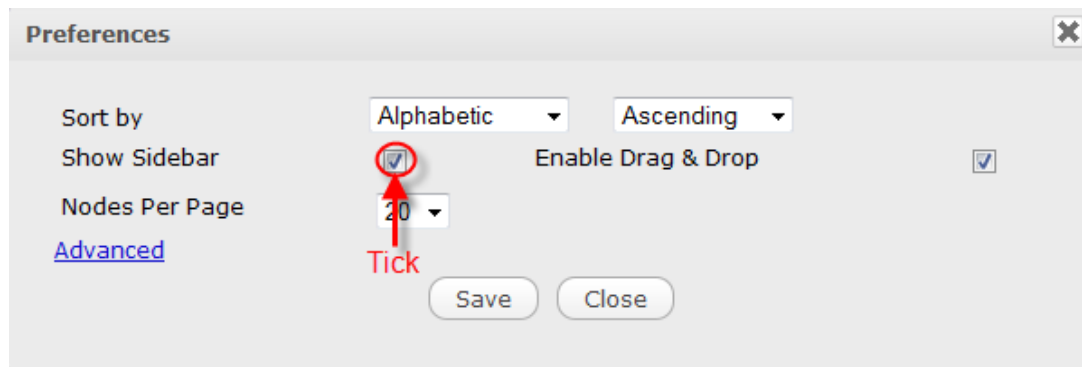 Preferences
Sort by Alphabetic Ascending
Show Sidebar Enable Drag & Drop
Nodes Per Page 20
Advanced
Tick
Save Close